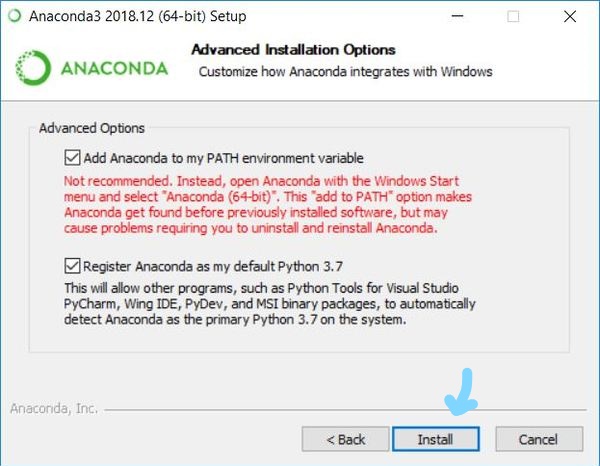 Anaconda3 2018.12 (64-bit) Setup
Advanced Installation Options
ANACONDA
Customize how Anaconda integrates with Windows
Advanced Options
Add Anaconda to my PATH environment variable
Not recommended. Instead, open Anaconda with the Windows Start
menu and select "Anaconda (64-bit)". This "add to PATH" option makes
Anaconda get found before previously installed software, but may
cause problems requiring you to uninstall and reinstall Anaconda.
Register Anaconda as my default Python 3.7
This will allow other programs, such as Python Tools for Visual Studio
PyCharm, Wing IDE, PyDev, and MSI binary packages, to automatically
detect Anaconda as the primary Python 3.7 on the system.
Anaconda, Inc.
< Back Install Cancel